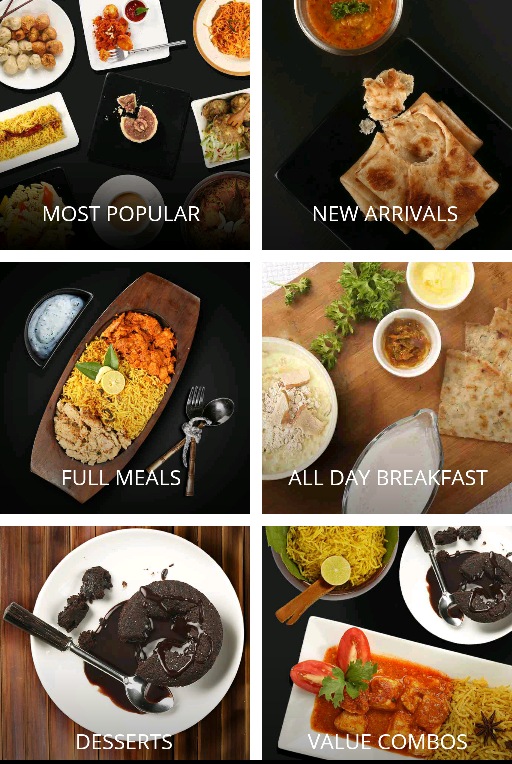 MOST POPULAR
NEW ARRIVALS
FULL MEALS
ALL DAY BREAKFAST
DESSERTS
VALUE COMBOS